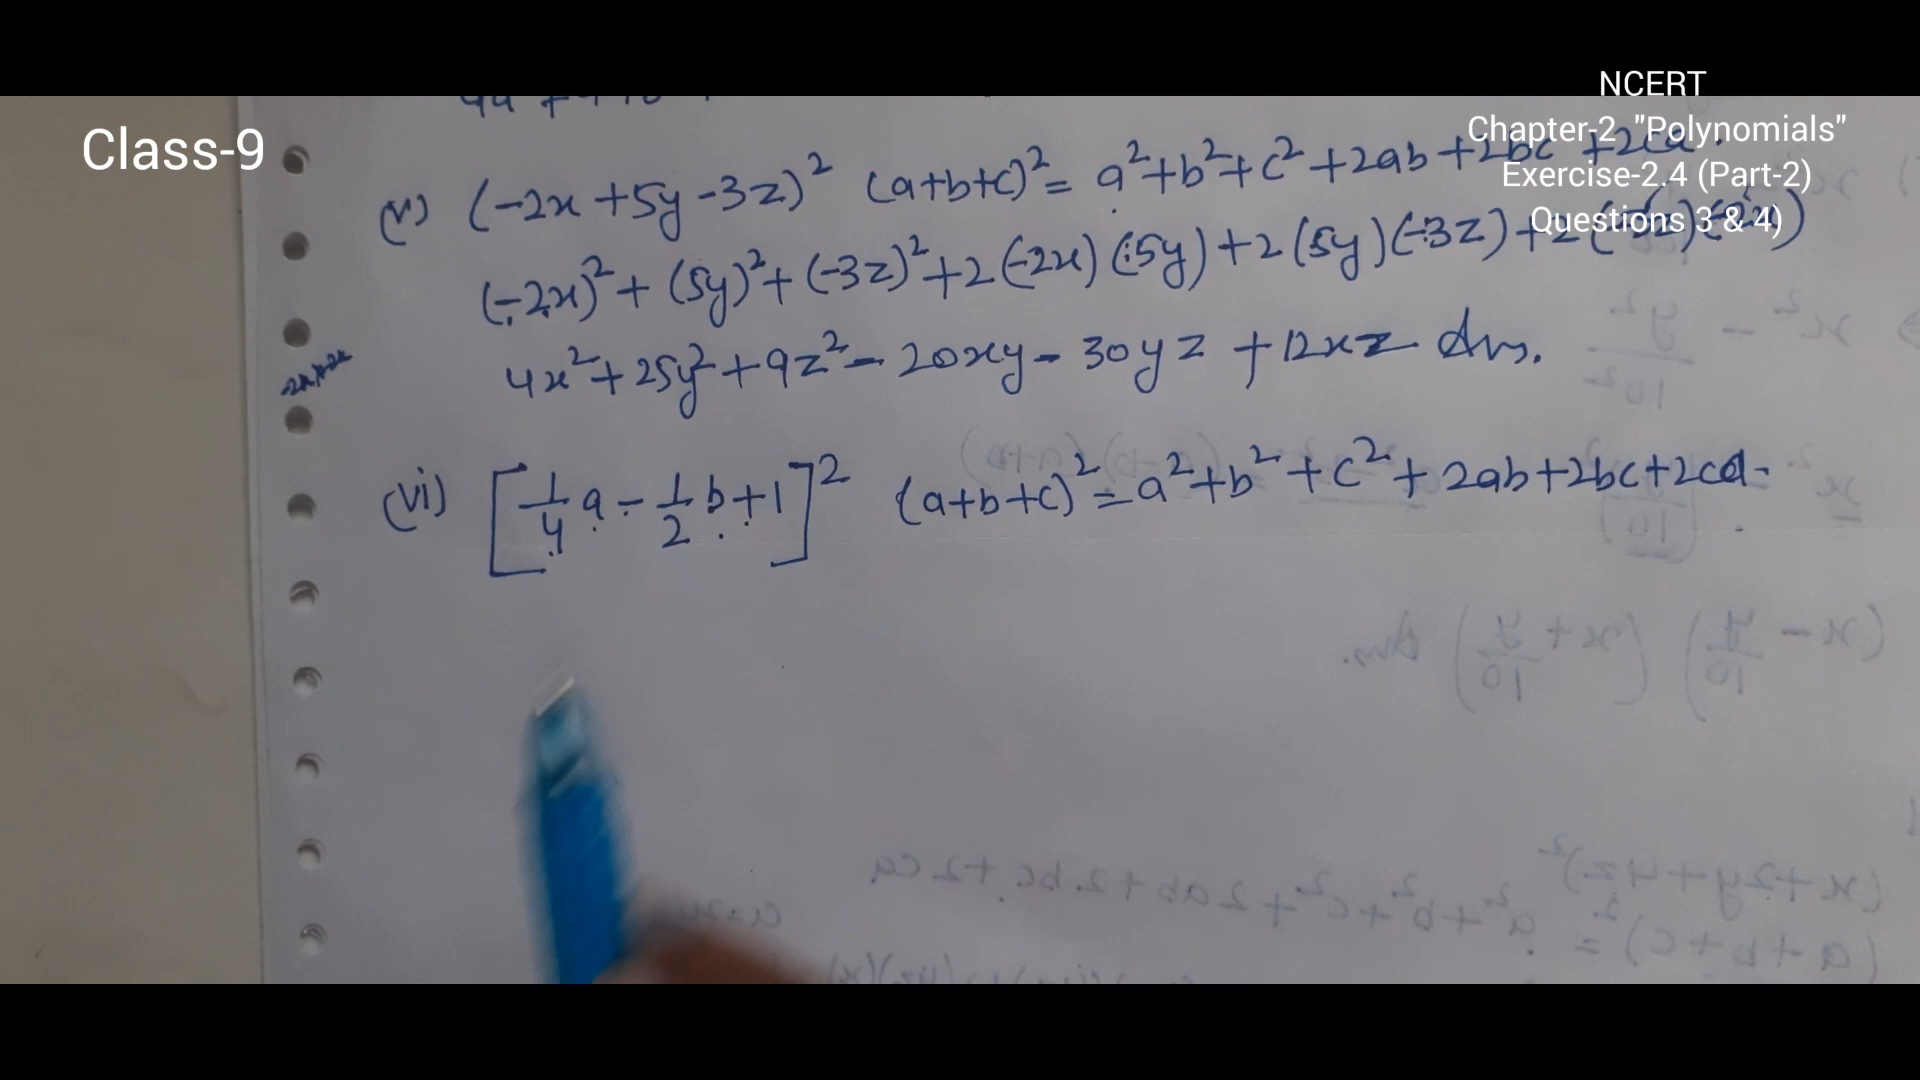 NCERT
Class-9
Chapter-2 "Polynomials"
Exercise-2.4 (Part-2)
Questions 3 & 4)
(v) (-2x +5y -3z)² (a+b+c)² = a²+b²+c²+2ab+2bc+2ca.
(-2x)²+(5y)²+(-3z)²+2(-2x)(5y)+2(5y)(-3z)+2(-3z)(-2x)
4x²+25y²+9z²-20xy-30yz+12xz Ans.
(vi) [1/4 a - 1/2 b+1]² (a+b+c)²=a²+b²+c²+2ab+2bc+2ca.